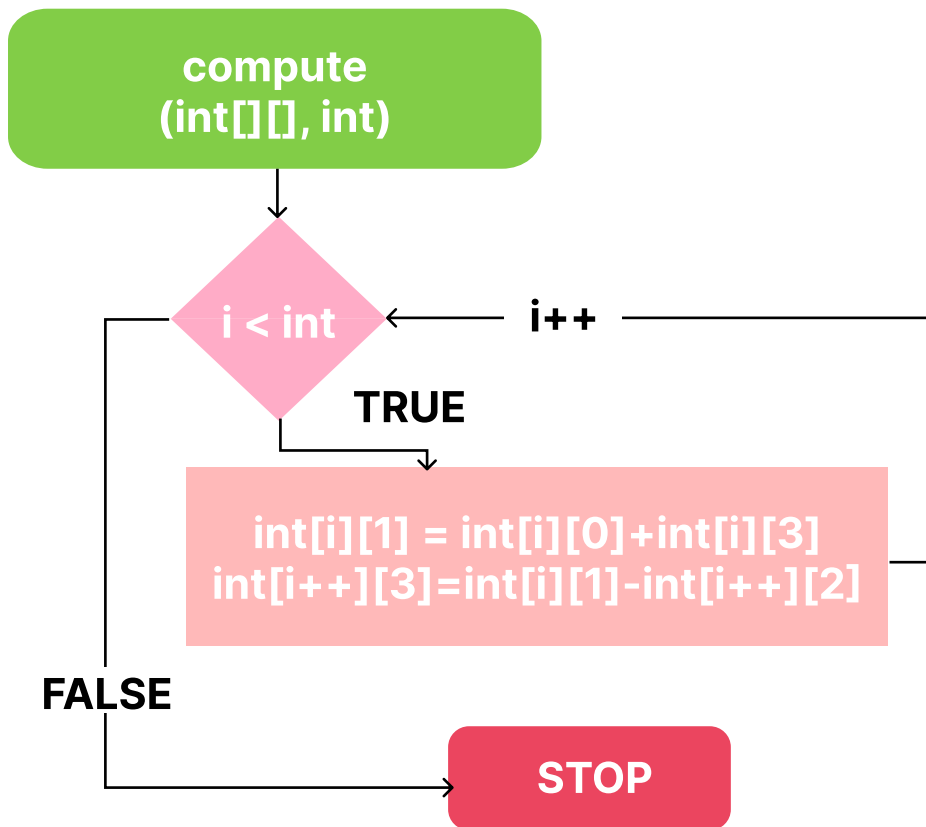 compute
(int[][], int)
i < int
i++
TRUE
int[i][1] = int[i][0]+int[i][3]
int[i++][3]=int[i][1]-int[i++][2]
FALSE
STOP